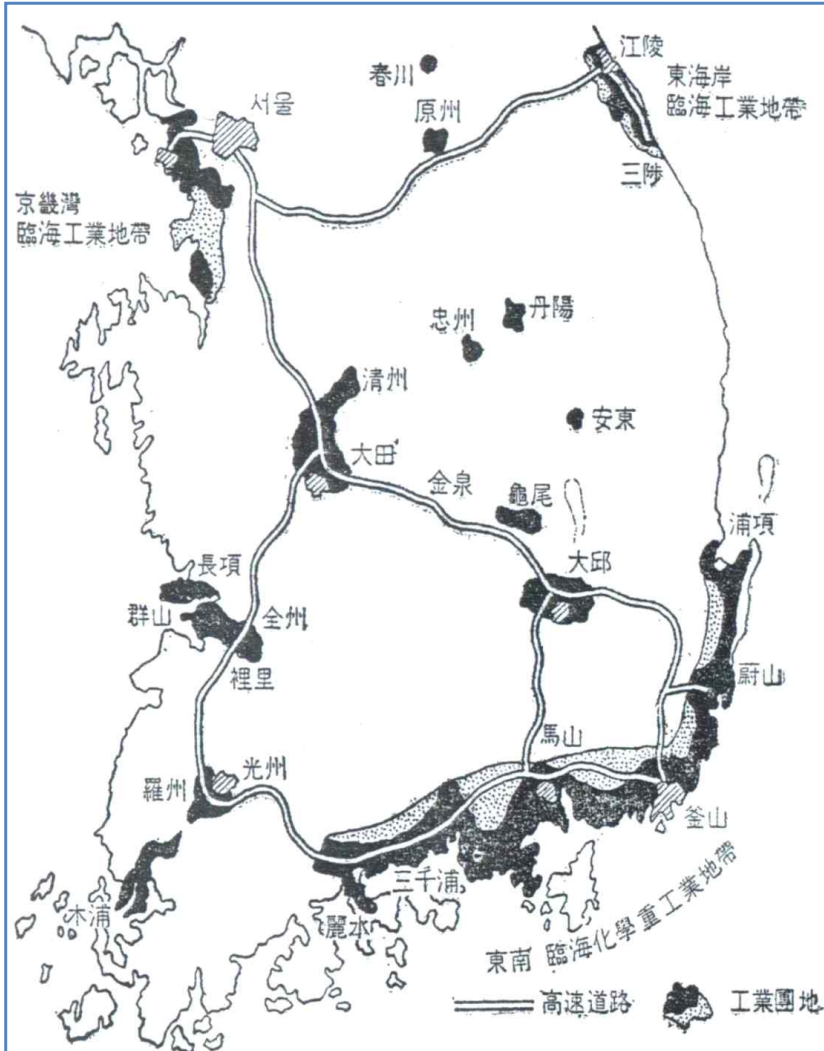 江陵
東海岸
臨海工業地帶
三陟
春川
原州
서울
京畿灣
臨海工業地帶
丹陽
忠州
清州
安東
大田
金泉
龜尾
浦項
大邱
長項
群山
全州
裡里
蔚山
馬山
光州
羅州
釜山
三千浦
木浦
麗水
東南 臨海化學重工業地帶
高速道路
工業團地